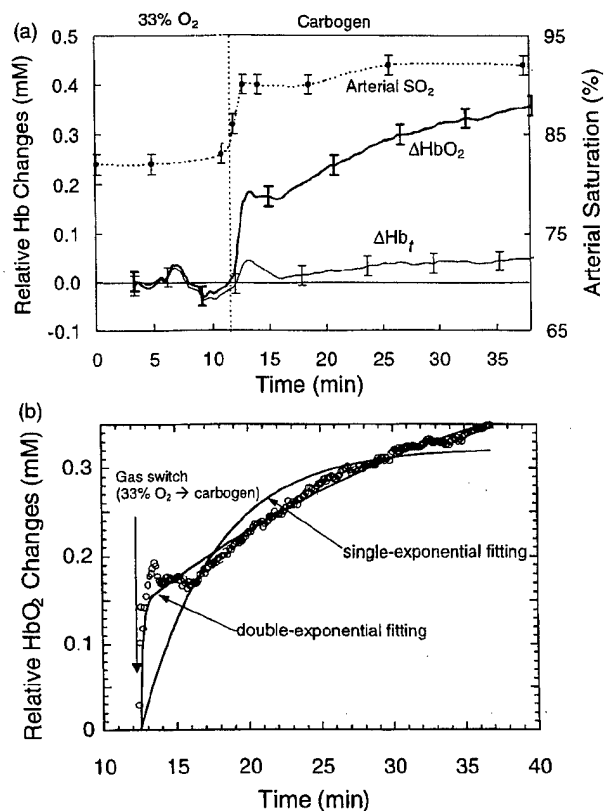 (a)
33% O₂ Carbogen
0.5
0.4
0.3
0.2
0.1
0.0
-0.1
Relative Hb Changes (mM)
Arterial SO₂
ΔHbO₂
ΔHbₜ
95
85
75
65
Arterial Saturation (%)
0 5 10 15 20 25 30 35
Time (min)
(b)
0.3
0.2
0.1
0
Relative HbO₂ Changes (mM)
Gas switch
(33% O₂ → carbogen)
single-exponential fitting
double-exponential fitting
10 15 20 25 30 35 40
Time (min)